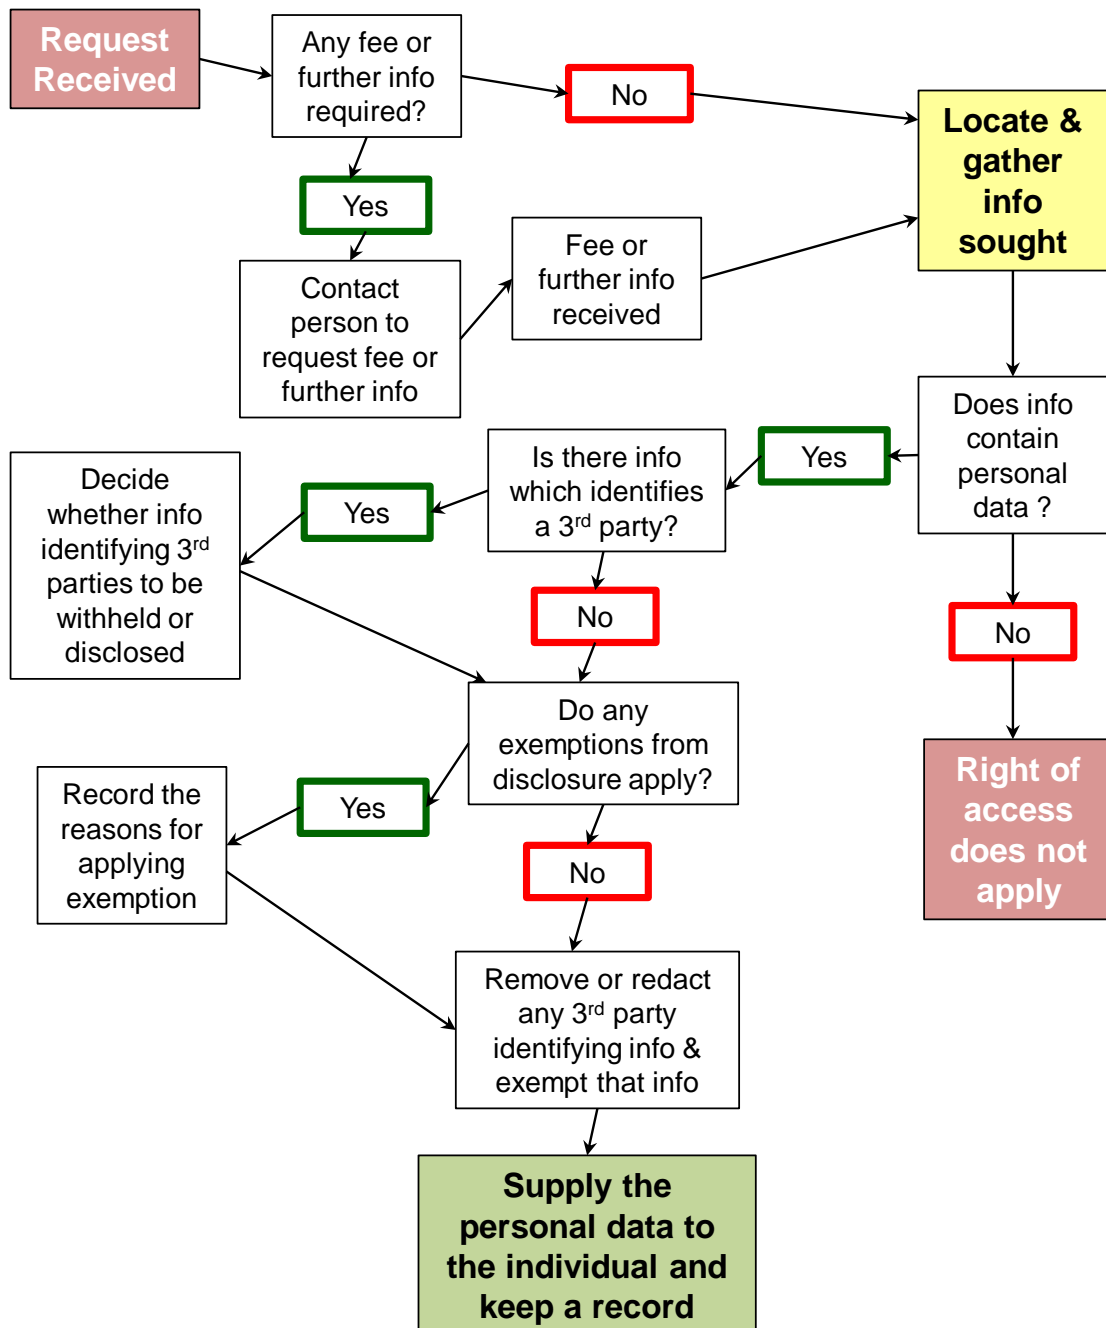 Request
Received
Any fee or
further info
required?
No
Locate &
gather
info
sought
Yes
Contact
person to
request fee or
further info
Fee or
further info
received
Does info
contain
personal
data ?
Yes
Is there info
which identifies
a 3rd party?
Yes
Decide
whether info
identifying 3rd
parties to be
withheld or
disclosed
No
No
Right of
access
does not
apply
Do any
exemptions from
disclosure apply?
Yes
Record the
reasons for
applying
exemption
No
Remove or redact
any 3rd party
identifying info &
exempt that info
Supply the
personal data to
the individual and
keep a record